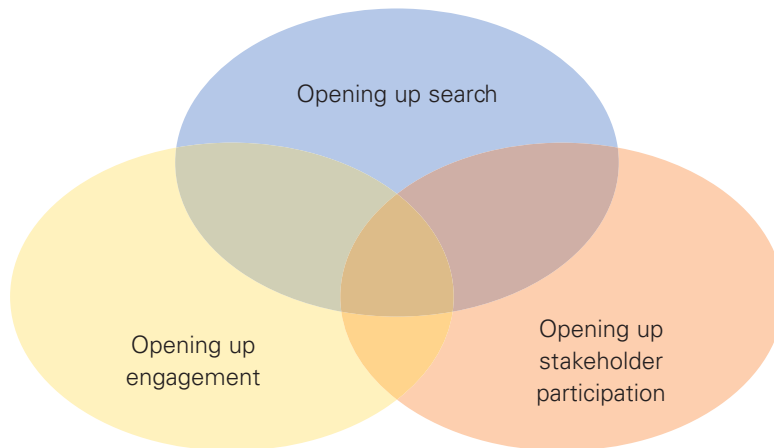 Opening up search
Opening up
engagement
Opening up
stakeholder
participation